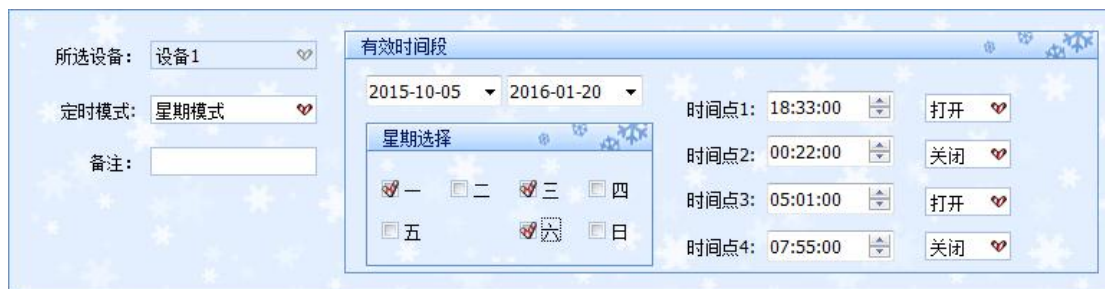 所选设备： 设备1
定时模式： 星期模式
备注：
有效时间段
2015-10-05 2016-01-20
星期选择
一 二 三 四
五 六 日
时间点1: 18:33:00 打开
时间点2: 00:22:00 关闭
时间点3: 05:01:00 打开
时间点4: 07:55:00 关闭